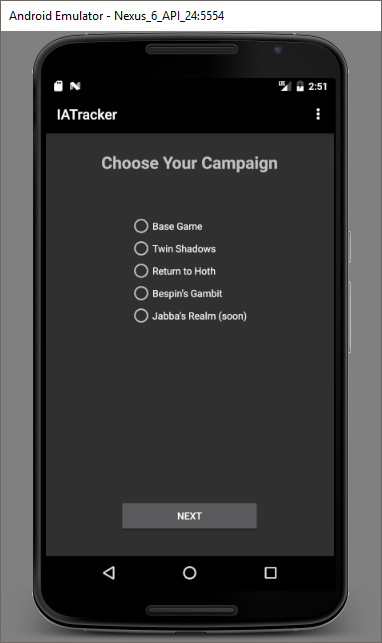 Android Emulator - Nexus_6_API_24:5554
LTE 2:51
IATracker
Choose Your Campaign
Base Game
Twin Shadows
Return to Hoth
Bespin's Gambit
Jabba's Realm (soon)
NEXT